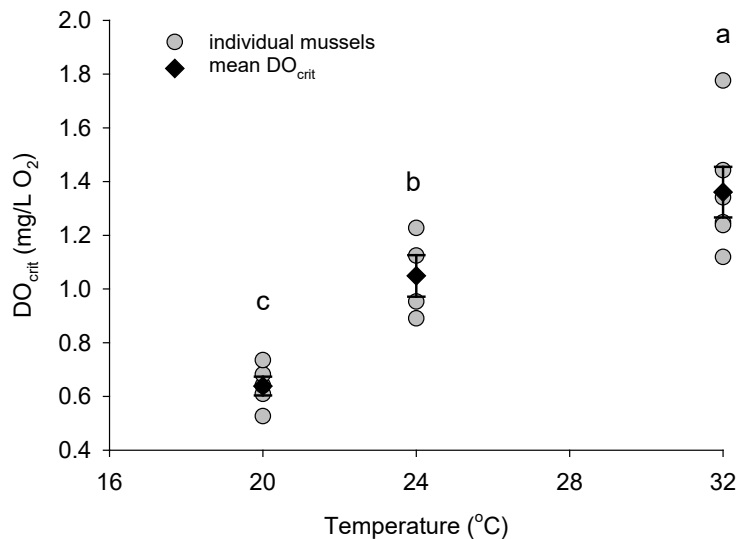 2.0
1.8
1.6
1.4
1.2
1.0
0.8
0.6
0.4
DOcrit (mg/L O2)
individual mussels
mean DOcrit
a
b
c
16 20 24 28 32
Temperature (oC)